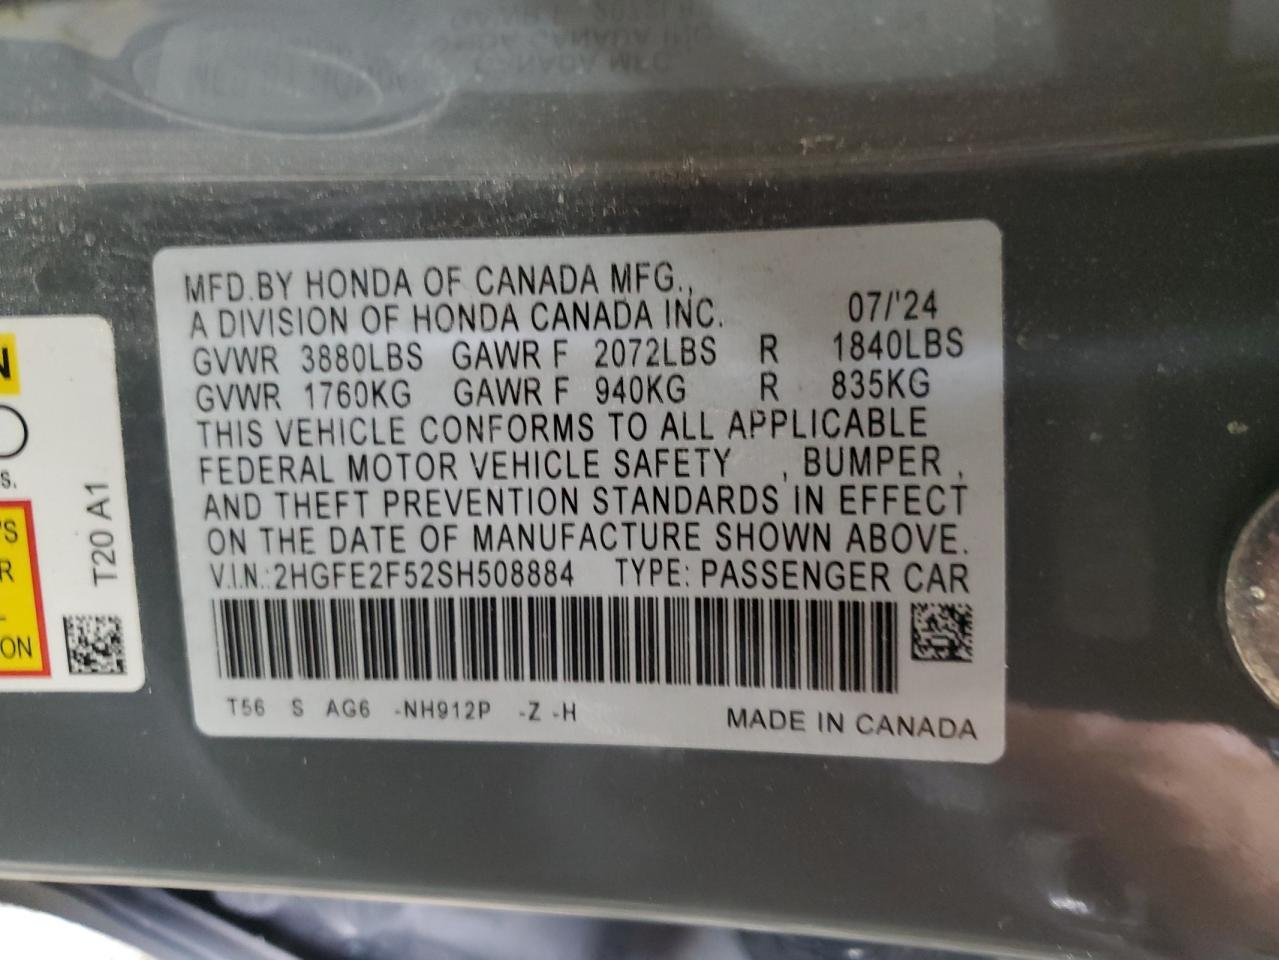 MFD.BY HONDA OF CANADA MFG.,
A DIVISION OF HONDA CANADA INC. 07/'24
GVWR 3880LBS GAWR F 2072LBS R 1840LBS
GVWR 1760KG GAWR F 940KG R 835KG
THIS VEHICLE CONFORMS TO ALL APPLICABLE
FEDERAL MOTOR VEHICLE SAFETY , BUMPER ,
AND THEFT PREVENTION STANDARDS IN EFFECT
ON THE DATE OF MANUFACTURE SHOWN ABOVE.
V.I.N.:2HGFE2F52SH508884 TYPE: PASSENGER CAR
T56 S AG6 -NH912P -Z -H MADE IN CANADA
T20 A1